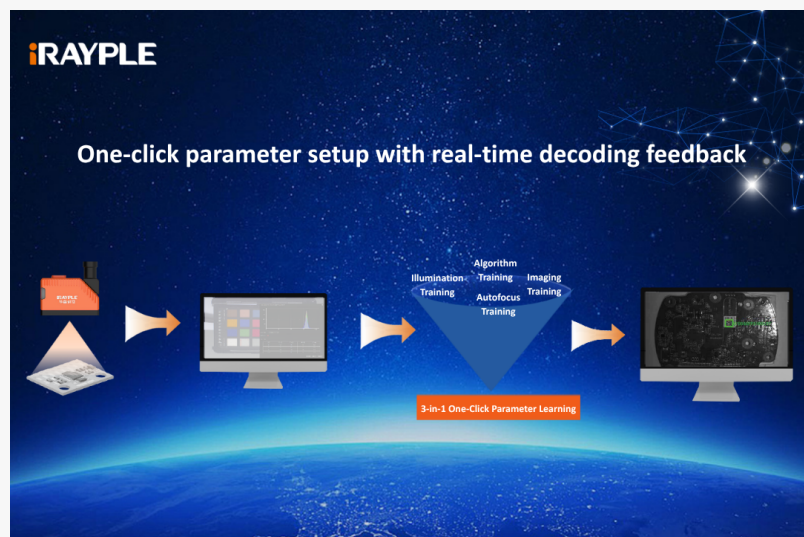 iRAYPLE
One-click parameter setup with real-time decoding feedback
Algorithm
Training
Illumination
Training
Imaging
Training
Autofocus
Training
iRAYPLE
3-in-1 One-Click Parameter Learning